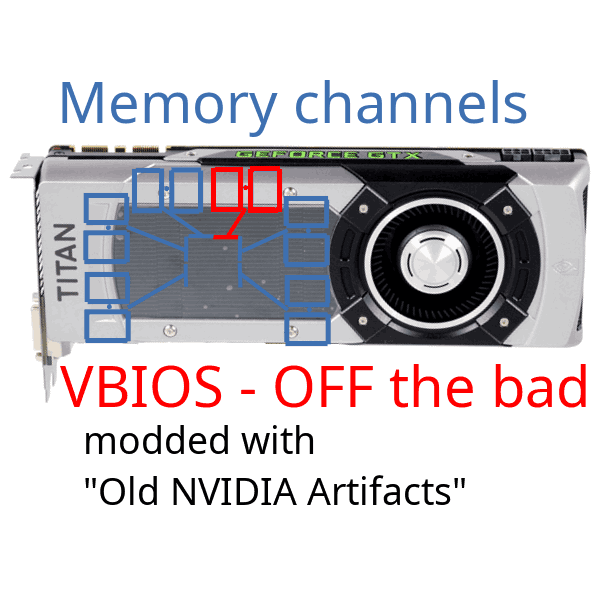 Memory channels
GEFORCE GTX
TITAN
VBIOS - OFF the bad
modded with
"Old NVIDIA Artifacts"